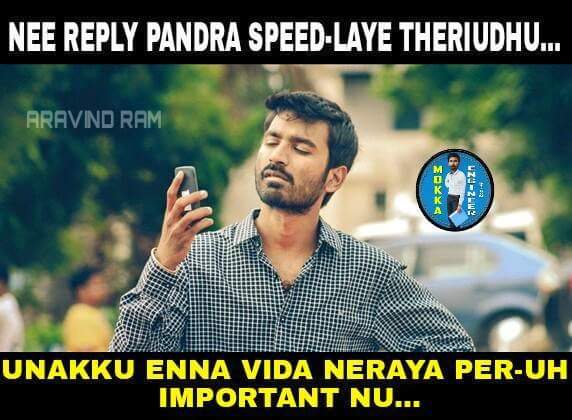 NEE REPLY PANDRA SPEED-LAYE THERIUDHU...
ARAVIND RAM
MOKKA
ENGINEER
UNAKKU ENNA VIDA NERAYA PER-UH
IMPORTANT NU...